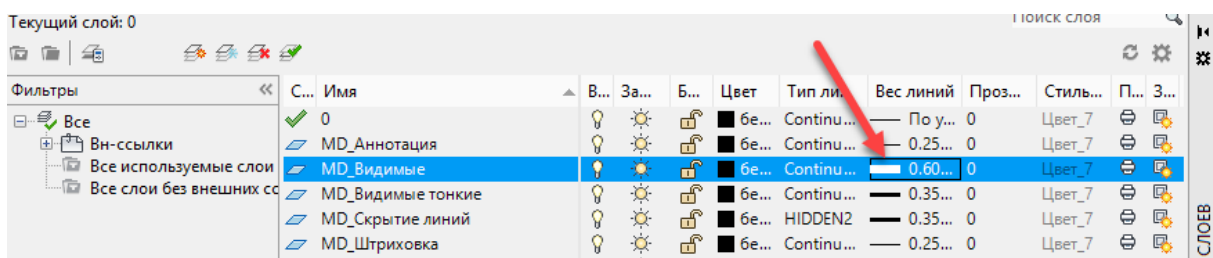 Текущий слой: 0
Поиск слоя
Фильтры
С... Имя В... За... Б... Цвет Тип ли... Вес линий Проз... Стиль... П... З...
Все
Вн-ссылки
Все используемые слои
Все слои без внешних сс
0 бе... Continu... По у... 0 Цвет_7
MD_Аннотация бе... Continu... 0.25... 0 Цвет_7
MD_Видимые бе... Continu... 0.60... 0 Цвет_7
MD_Видимые тонкие бе... Continu... 0.35... 0 Цвет_7
MD_Скрытие линий бе... HIDDEN2 0.35... 0 Цвет_7
MD_Штриховка бе... Continu... 0.25... 0 Цвет_7
СЛОЕВ